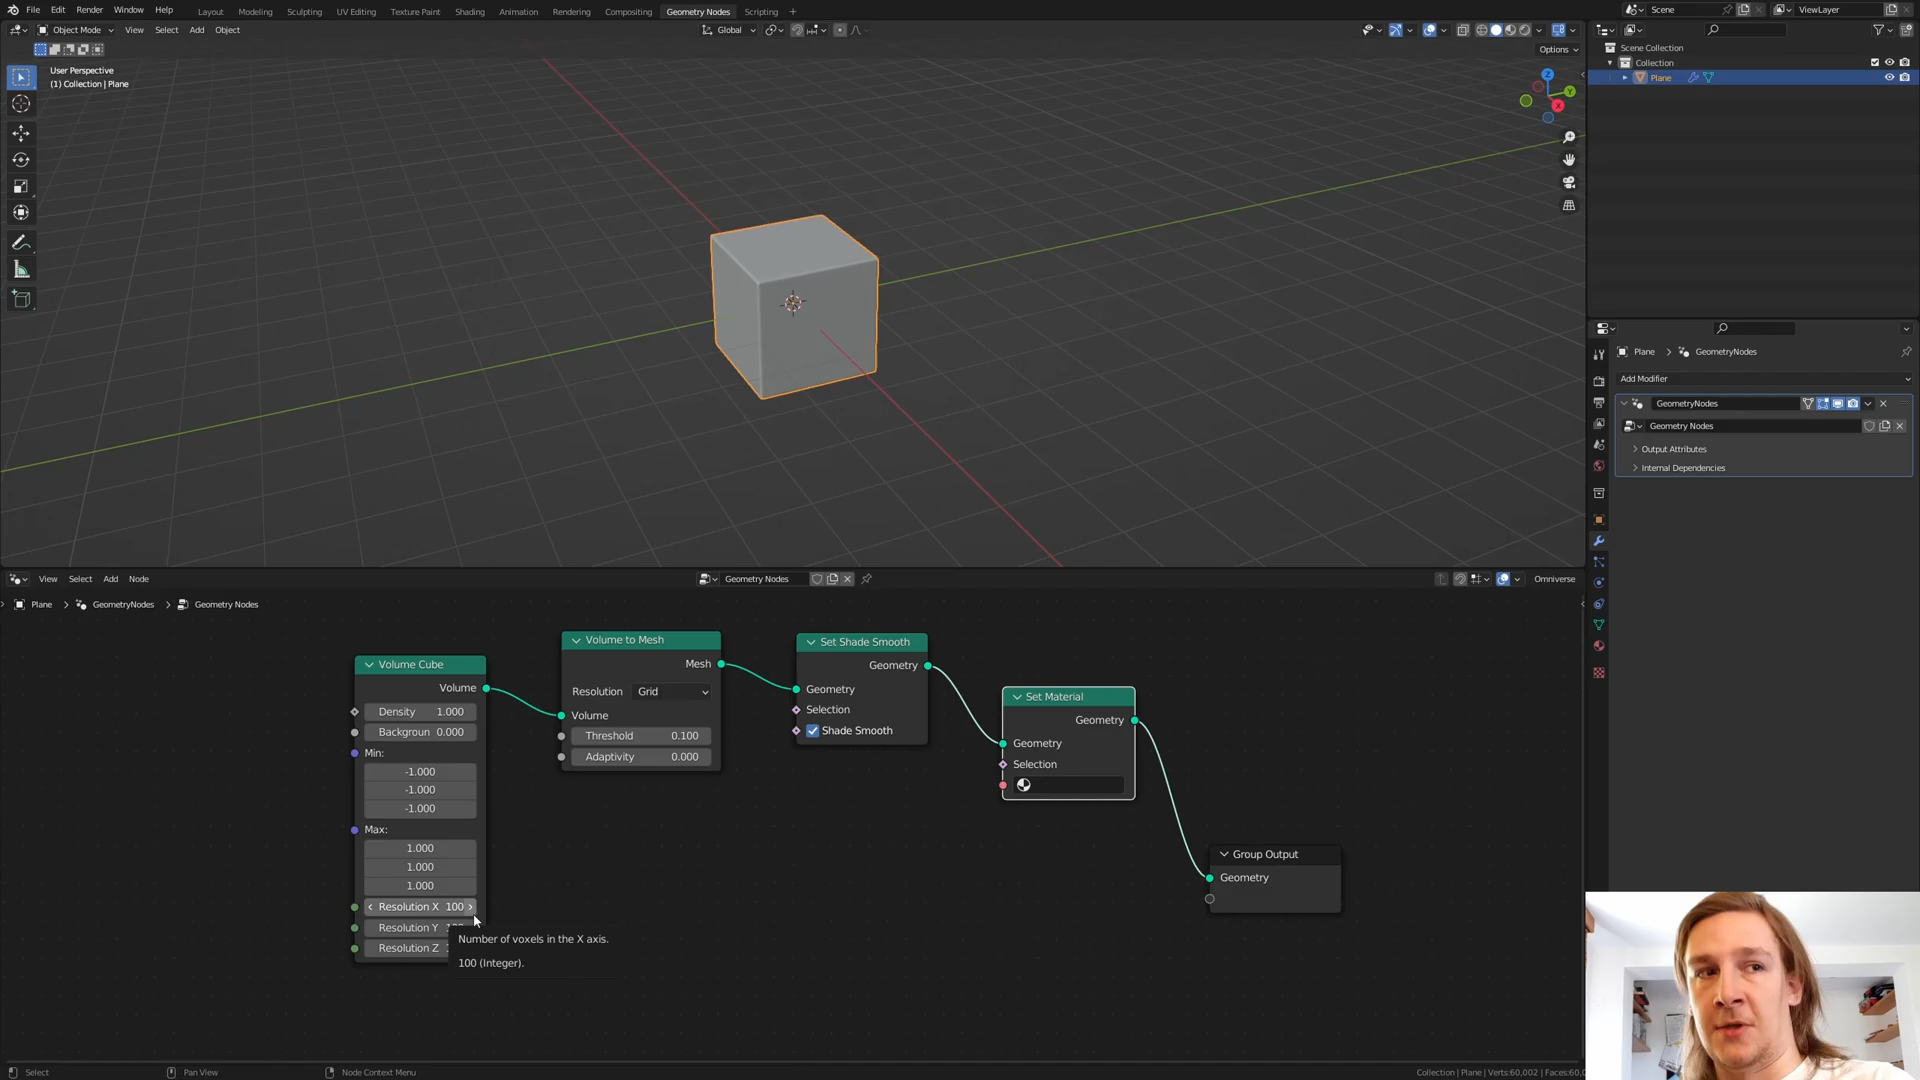 File Edit Render Window Help Layout Modeling Sculpting UV Editing Texture Paint Shading Animation Rendering Compositing Geometry Nodes Scripting + Scene ViewLayer
Object Mode View Select Add Object Global
Options
User Perspective
(1) Collection | Plane
Z
Y
X
Scene Collection
Collection
Plane
Plane > GeometryNodes
Add Modifier
GeometryNodes
Geometry Nodes
Output Attributes
Internal Dependencies
View Select Add Node Geometry Nodes Omniverse
Plane > GeometryNodes > Geometry Nodes
Volume Cube
Volume
Density 1.000
Backgroun 0.000
Min:
-1.000
-1.000
-1.000
Max:
1.000
1.000
1.000
Resolution X 100
Resolution Y
Resolution Z
Number of voxels in the X axis.
100 (Integer).
Volume to Mesh
Mesh
Resolution Grid
Volume
Threshold 0.100
Adaptivity 0.000
Set Shade Smooth
Geometry
Geometry
Selection
Shade Smooth
Set Material
Geometry
Geometry
Selection
Group Output
Geometry
Select Pan View Node Context Menu Collection | Plane | Verts:60,002 | Faces:60,